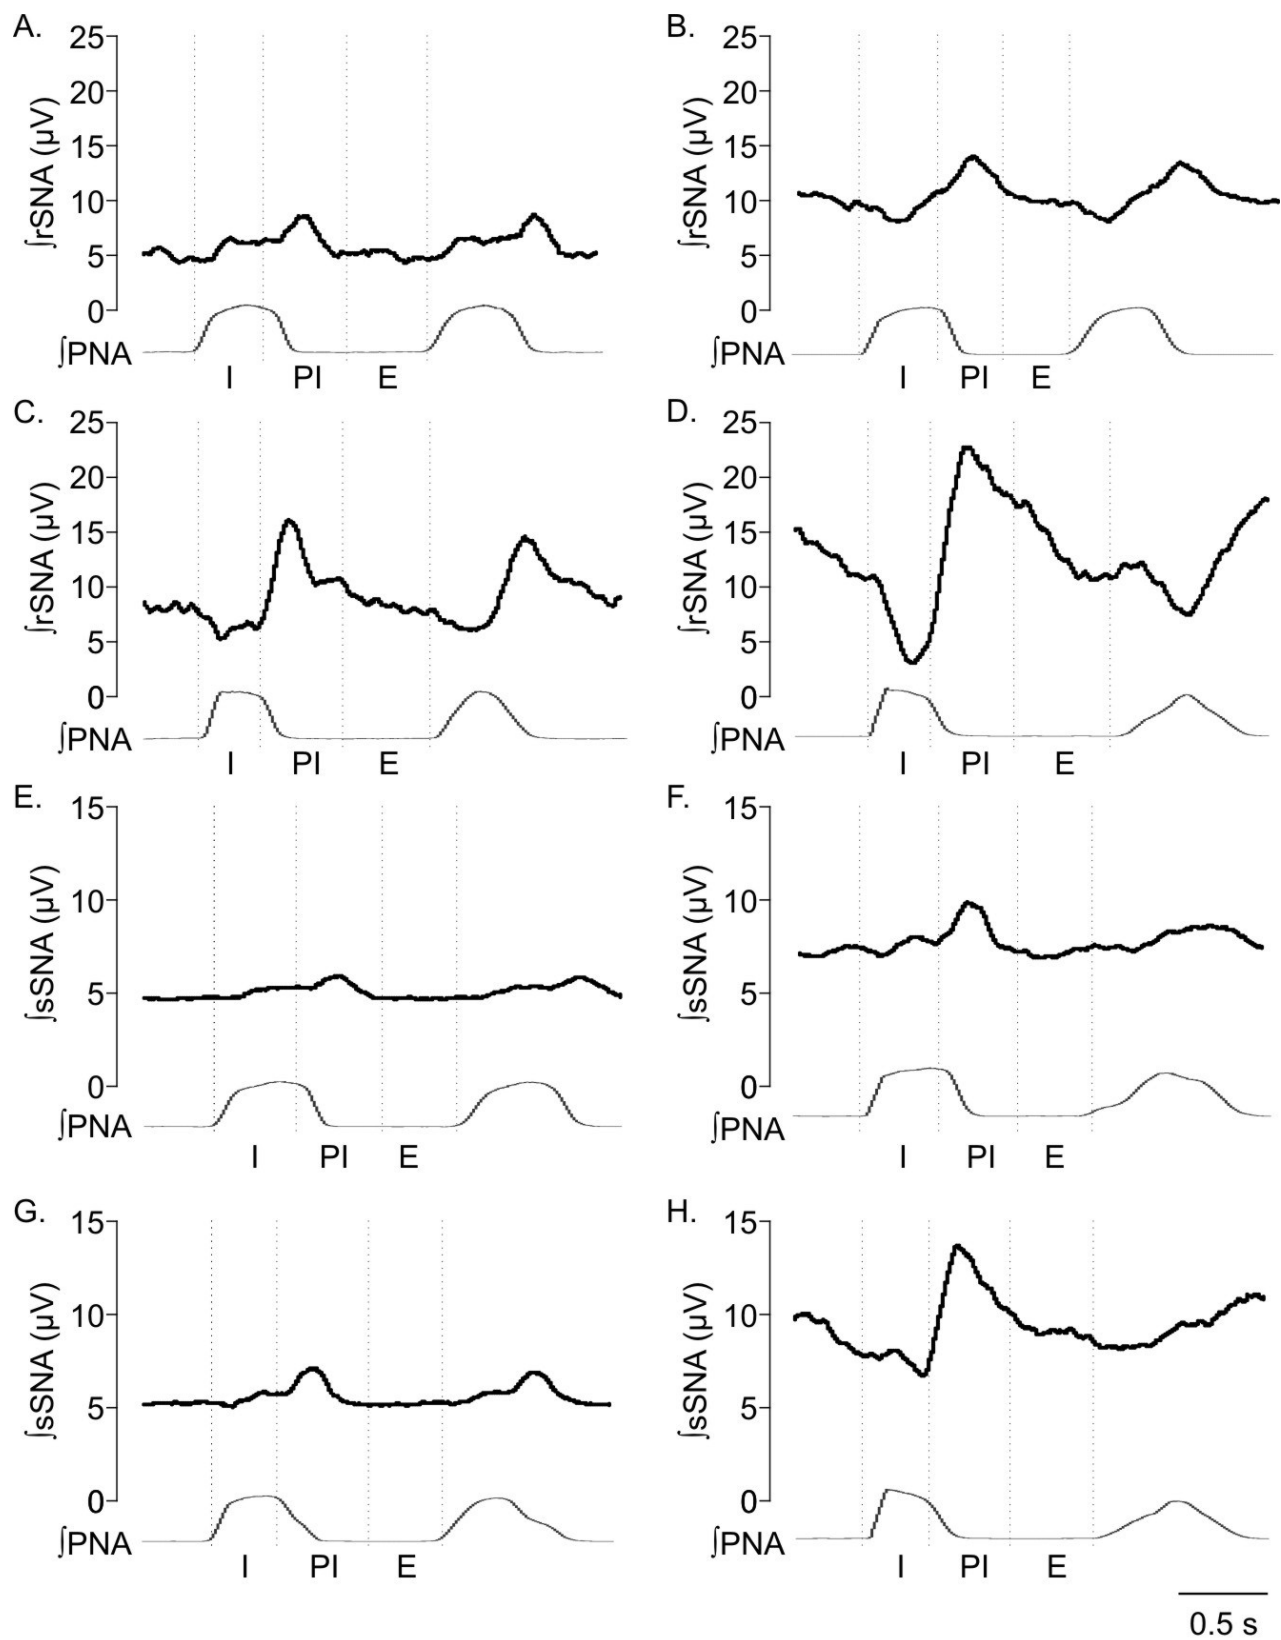 A.
25
20
15
10
5
0
∫rSNA (µV)
∫PNA
I PI E
B.
25
20
15
10
5
0
∫rSNA (µV)
∫PNA
I PI E
C.
25
20
15
10
5
0
∫rSNA (µV)
∫PNA
I PI E
D.
25
20
15
10
5
0
∫rSNA (µV)
∫PNA
I PI E
E.
15
10
5
0
∫sSNA (µV)
∫PNA
I PI E
F.
15
10
5
0
∫sSNA (µV)
∫PNA
I PI E
G.
15
10
5
0
∫sSNA (µV)
∫PNA
I PI E
H.
15
10
5
0
∫sSNA (µV)
∫PNA
I PI E
0.5 s